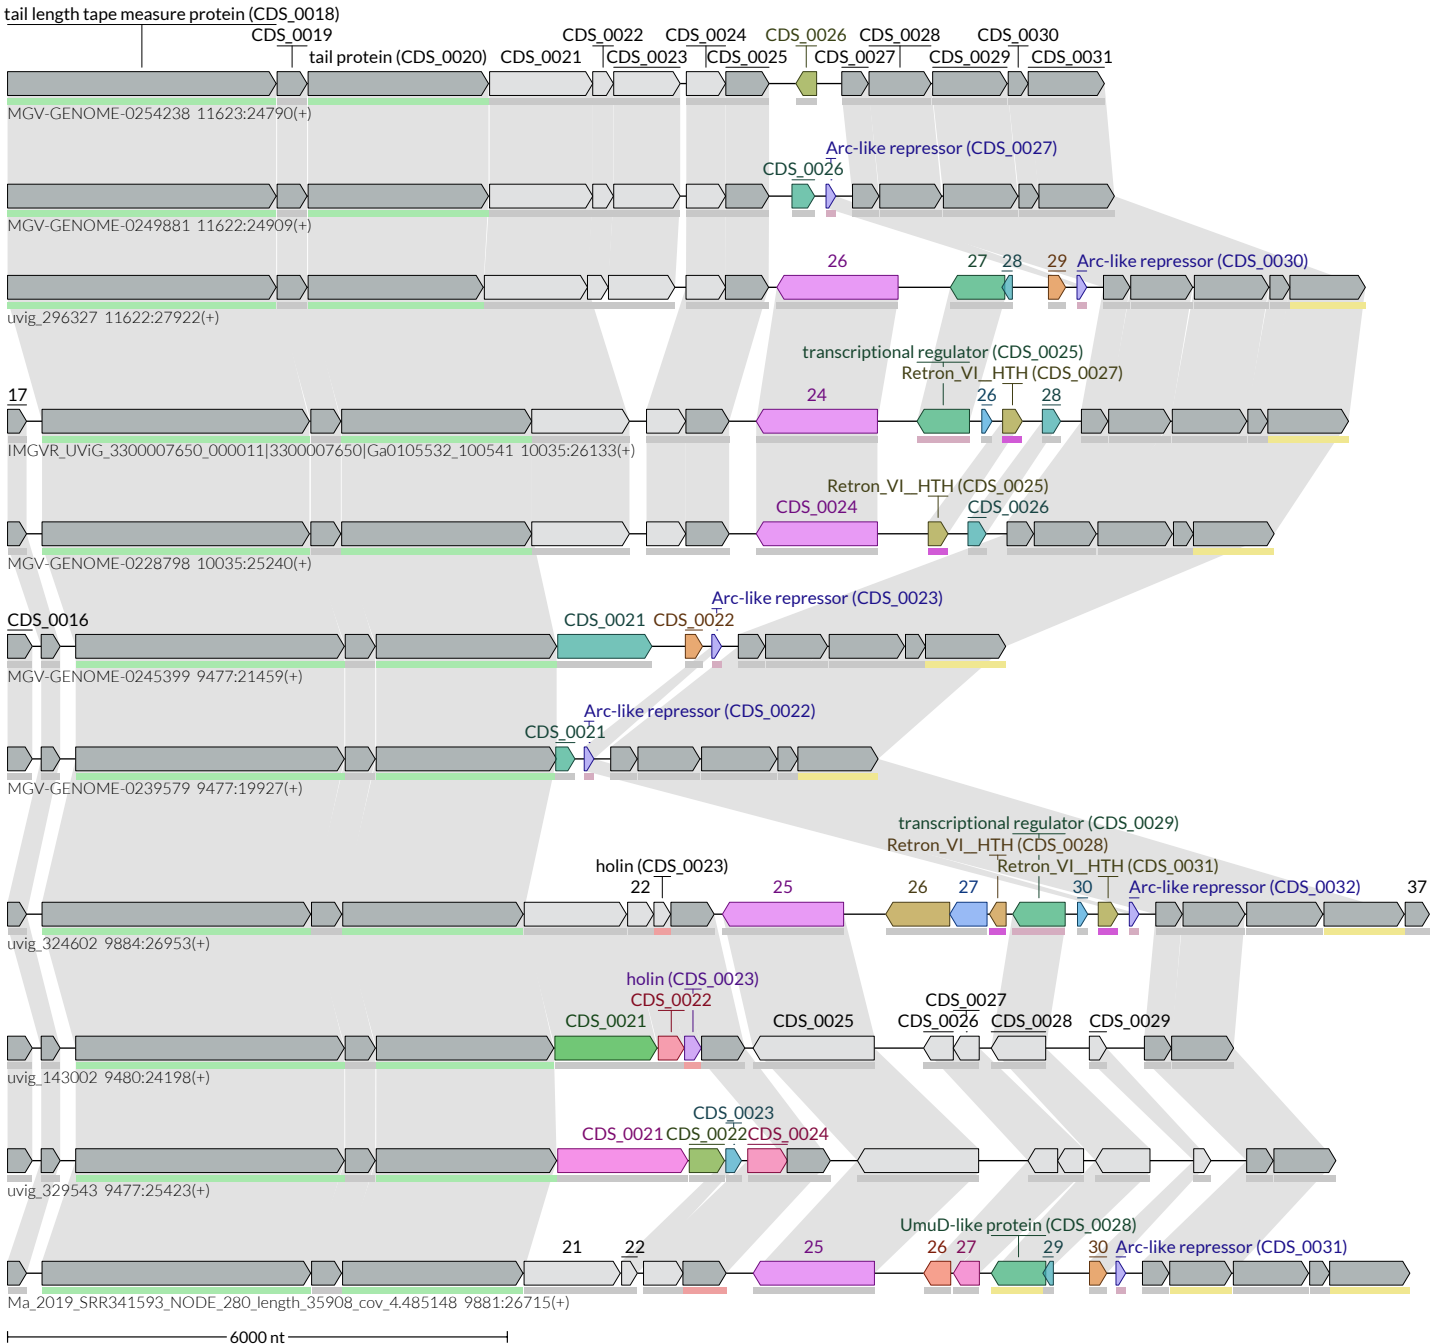 tail length tape measure protein (CDS_0018)
CDS_0019 CDS_0022 CDS_0024 CDS_0026 CDS_0028 CDS_0030
tail protein (CDS_0020) CDS_0021 CDS_0023 CDS_0025 CDS_0027 CDS_0029 CDS_0031
MGV-GENOME-0254238 11623:24790(+)
Arc-like repressor (CDS_0027)
CDS_0026
MGV-GENOME-0249881 11622:24909(+)
26 27 28 29 Arc-like repressor (CDS_0030)
uvig_296327 11622:27922(+)
transcriptional regulator (CDS_0025)
Retron_VI__HTH (CDS_0027)
17 24 26 28
IMGVR_UViG_3300007650_000011|3300007650|Ga0105532_100541 10035:26133(+)
Retron_VI__HTH (CDS_0025)
CDS_0024 CDS_0026
MGV-GENOME-0228798 10035:25240(+)
Arc-like repressor (CDS_0023)
CDS_0016 CDS_0021 CDS_0022
MGV-GENOME-0245399 9477:21459(+)
Arc-like repressor (CDS_0022)
CDS_0021
MGV-GENOME-0239579 9477:19927(+)
transcriptional regulator (CDS_0029)
Retron_VI__HTH (CDS_0028)
holin (CDS_0023) Retron_VI__HTH (CDS_0031)
22 25 26 27 30 Arc-like repressor (CDS_0032) 37
uvig_324602 9884:26953(+)
holin (CDS_0023)
CDS_0022 CDS_0027
CDS_0021 CDS_0025 CDS_0026 CDS_0028 CDS_0029
uvig_143002 9480:24198(+)
CDS_0023
CDS_0021 CDS_0022 CDS_0024
uvig_329543 9477:25423(+)
UmuD-like protein (CDS_0028)
21 22 25 26 27 29 30 Arc-like repressor (CDS_0031)
Ma_2019_SRR341593_NODE_280_length_35908_cov_4.485148 9881:26715(+)
6000 nt